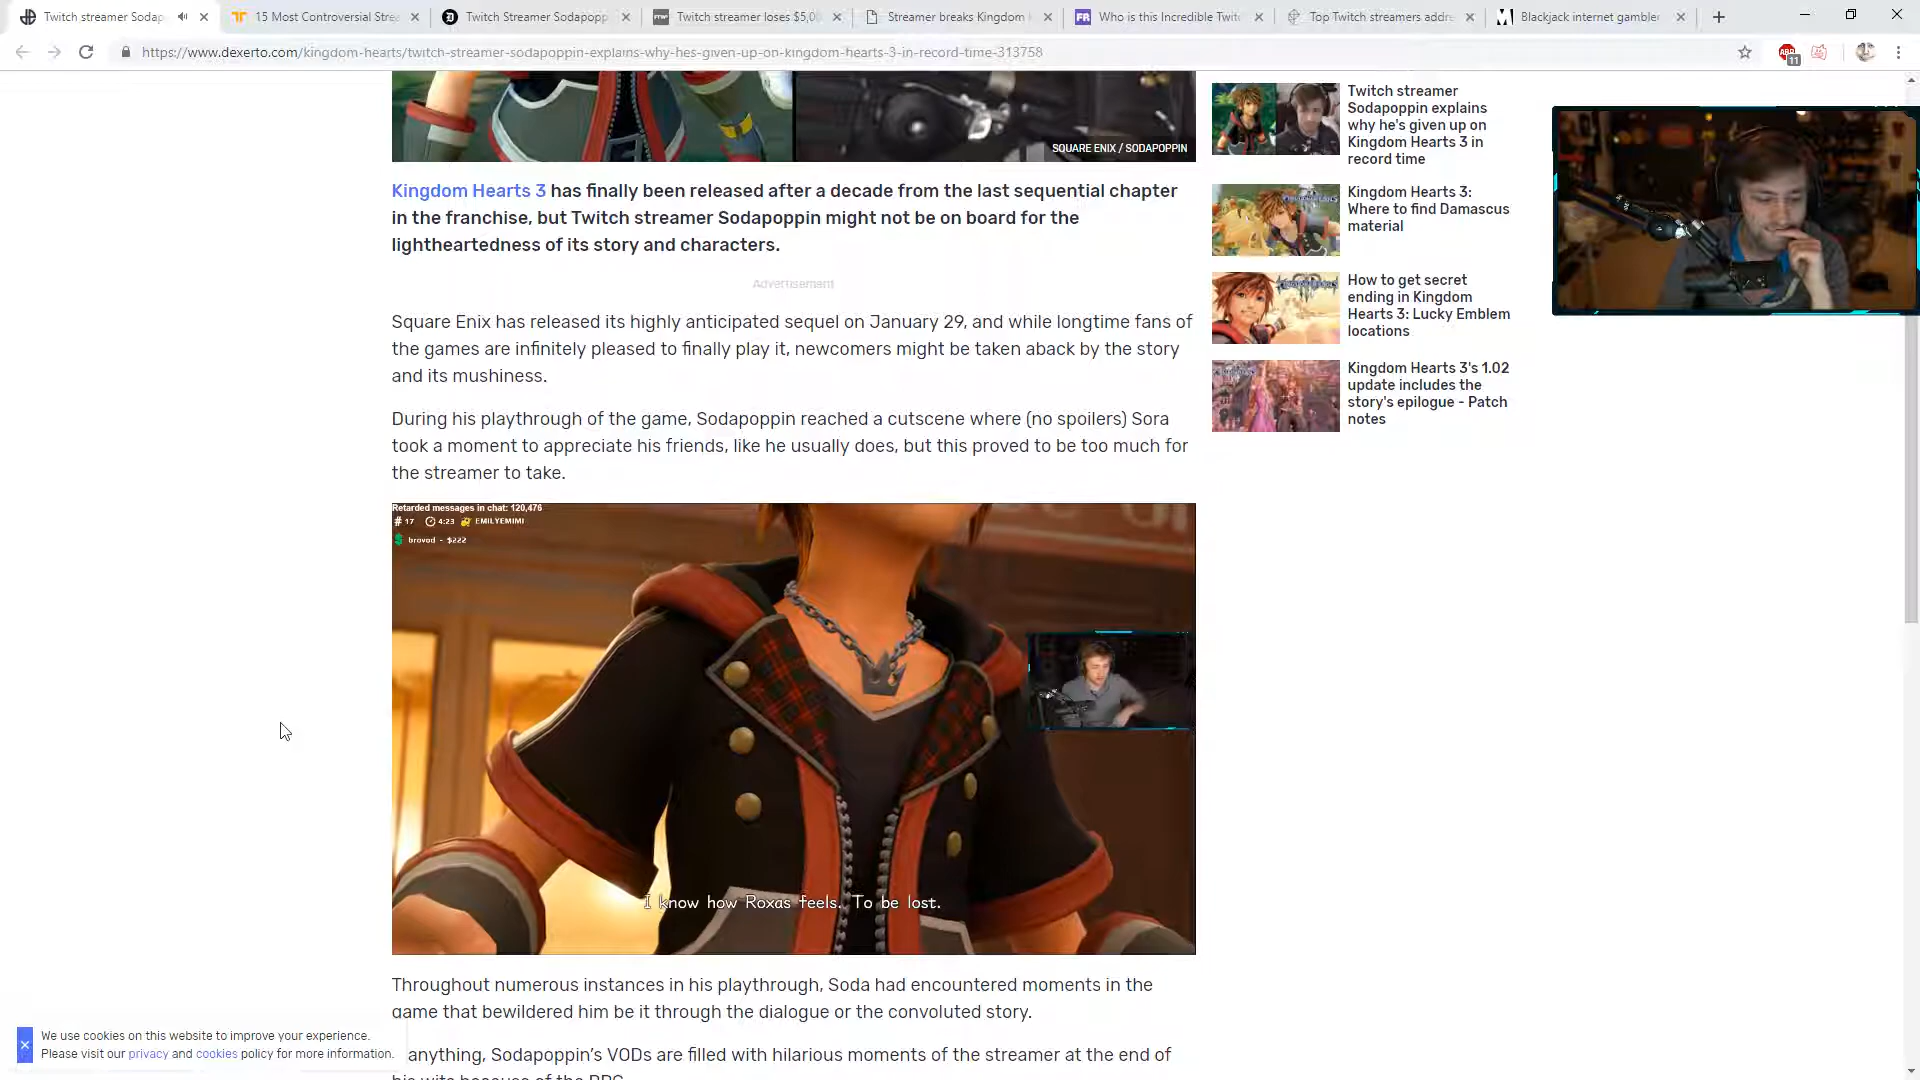 Twitch streamer Sodap
15 Most Controversial Strea
Twitch Streamer Sodapopp
Twitch streamer loses $5,00
Streamer breaks Kingdom
Who is this Incredible Twitc
Top Twitch streamers addre
Blackjack internet gambler
https://www.dexerto.com/kingdom-hearts/twitch-streamer-sodapoppin-explains-why-hes-given-up-on-kingdom-hearts-3-in-record-time-313758
ABP
11
SQUARE ENIX / SODAPOPPIN
Kingdom Hearts 3 has finally been released after a decade from the last sequential chapter
in the franchise, but Twitch streamer Sodapoppin might not be on board for the
lightheartedness of its story and characters.
Advertisement
Square Enix has released its highly anticipated sequel on January 29, and while longtime fans of
the games are infinitely pleased to finally play it, newcomers might be taken aback by the story
and its mushiness.
During his playthrough of the game, Sodapoppin reached a cutscene where (no spoilers) Sora
took a moment to appreciate his friends, like he usually does, but this proved to be too much for
the streamer to take.
Retarded messages in chat: 120,476
# 17 4:23 EMILYEMIMI
brovod - $222
I know how Roxas feels. To be lost.
Throughout numerous instances in his playthrough, Soda had encountered moments in the
game that bewildered him be it through the dialogue or the convoluted story.
anything, Sodapoppin's VODs are filled with hilarious moments of the streamer at the end of
his wits because of the RPG.
Twitch streamer
Sodapoppin explains
why he's given up on
Kingdom Hearts 3 in
record time
Kingdom Hearts 3:
Where to find Damascus
material
How to get secret
ending in Kingdom
Hearts 3: Lucky Emblem
locations
Kingdom Hearts 3's 1.02
update includes the
story's epilogue - Patch
notes
We use cookies on this website to improve your experience.
Please visit our privacy and cookies policy for more information.